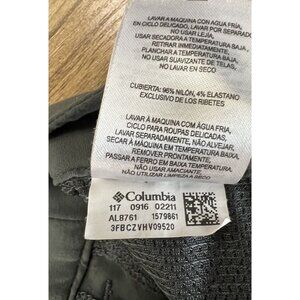 LAVAR A MAQUINA CON AGUA FRÍA,
EN CICLO DELICADO, LAVAR POR SEPARADO,
NO USAR LEJIA,
USAR SECADORA A TEMPERATURA BAJA,
RETIRAR INMEDIATAMENTE,
PLANCHAR A TEMPERATURA BAJA,
NO USAR SUAVIZANTE DE TELAS,
NO LAVAR EN SECO
CUBIERTA: 96% NILÓN, 4% ELASTANO
EXCLUSIVO DE LOS RIBETES
LAVAR À MÁQUINA COM ÁGUA FRIA,
CICLO PARA ROUPAS DELICADAS,
LAVAR SEPARADAMENTE, NÃO ALVEJAR,
SECAR À MÁQUINA EM TEMPERATURA BAIXA,
REMOVER PRONTAMENTE,
PASSAR A FERRO EM BAIXA TEMPERATURA,
NÃO USAR AMACIANTE,
NÃO UTILIZAR LIMPEZA A SECO
Columbia
117 0916 02211
AL8761 1579861
3FBCZVHV09520